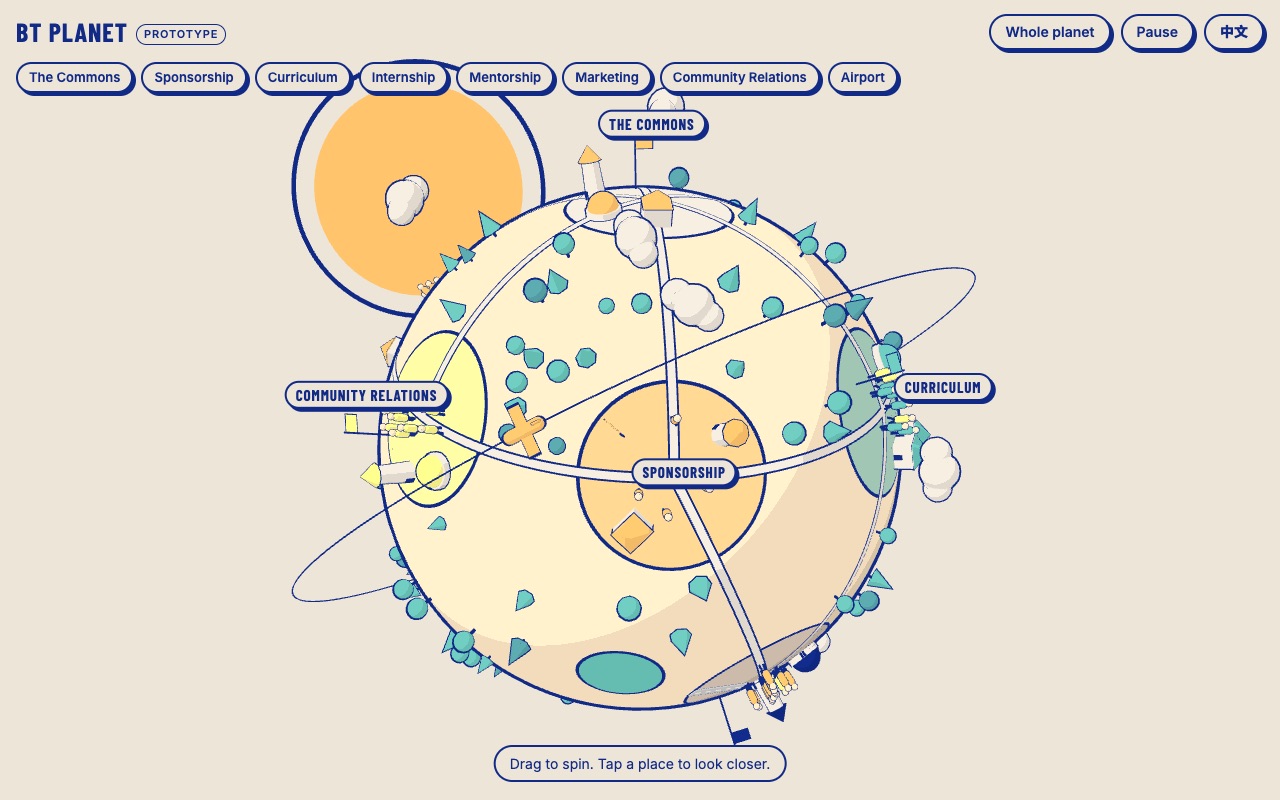 BT PLANET PROTOTYPE
Whole planet Pause 中文
The Commons Sponsorship Curriculum Internship Mentorship Marketing Community Relations Airport
THE COMMONS
COMMUNITY RELATIONS
CURRICULUM
SPONSORSHIP
Drag to spin. Tap a place to look closer.